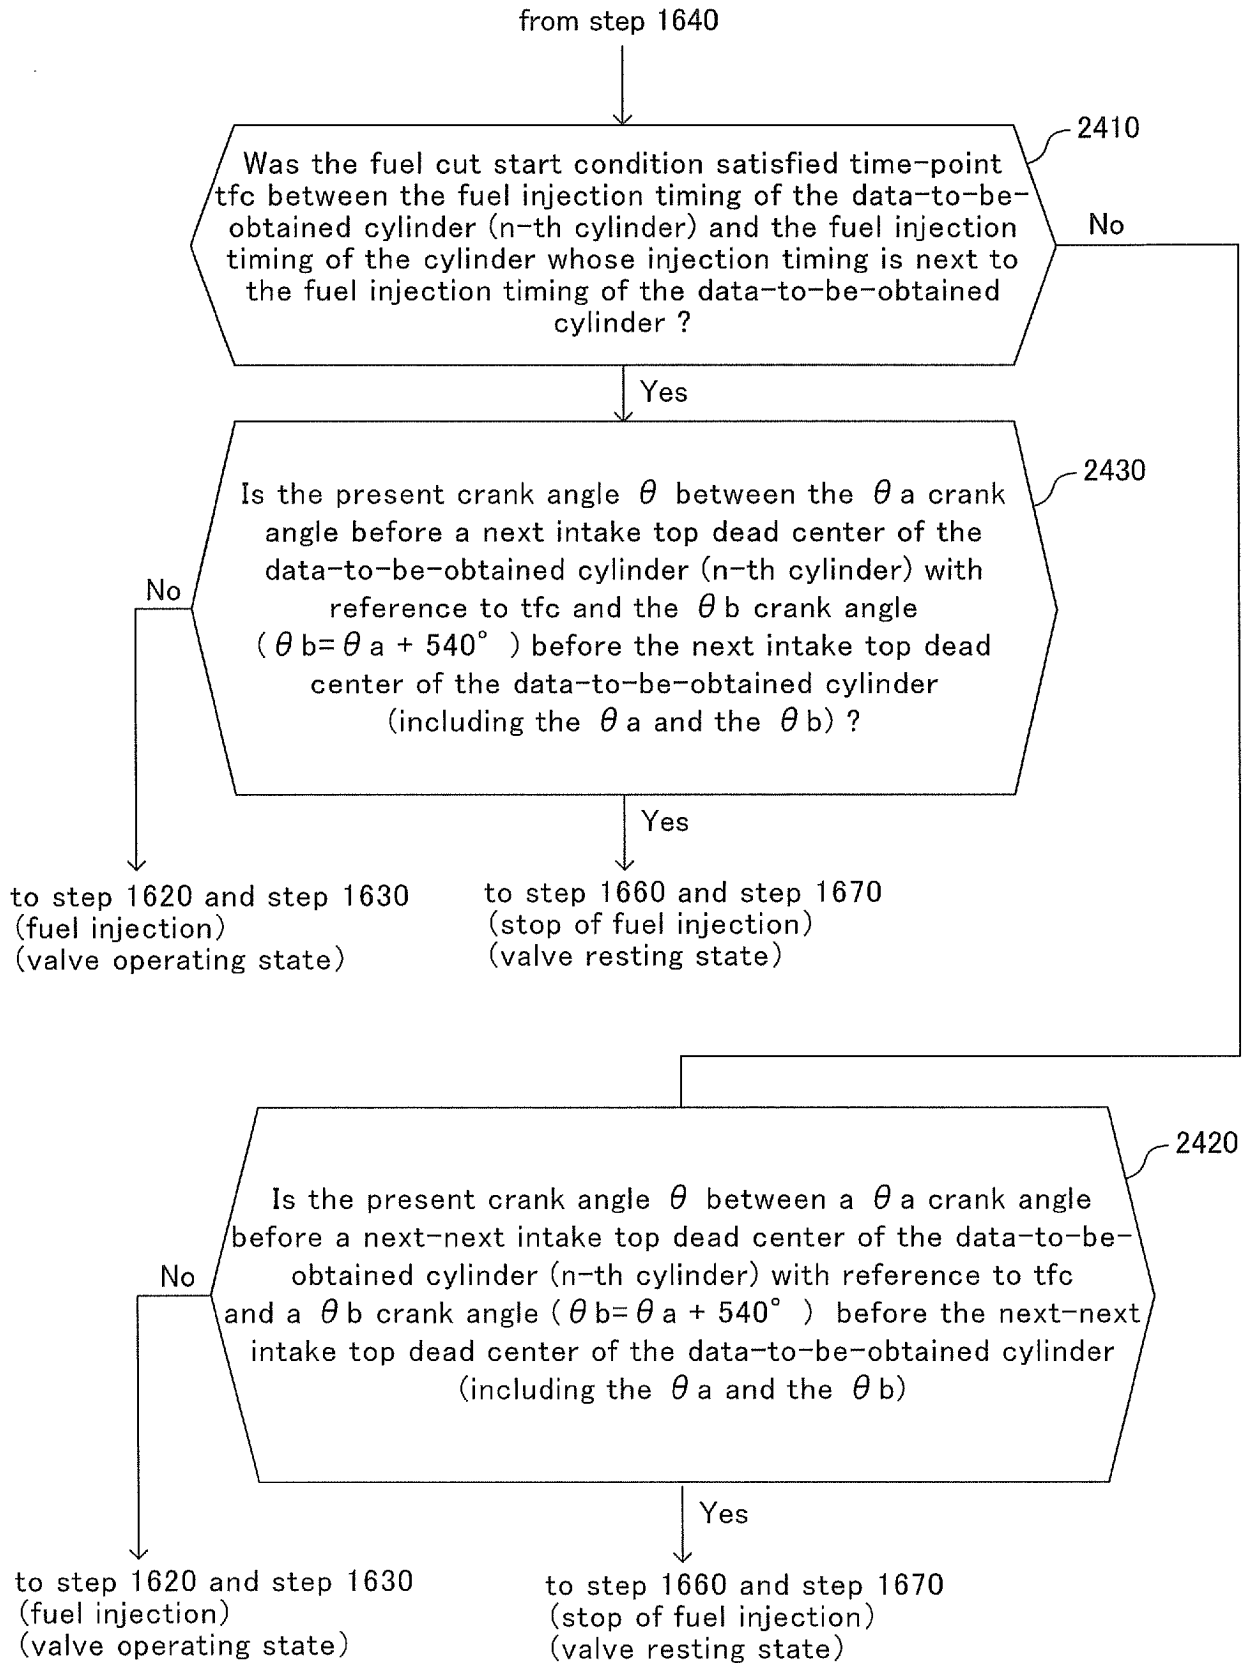 from step 1640
2410
Was the fuel cut start condition satisfied time-point
tfc between the fuel injection timing of the data-to-be-
obtained cylinder (n-th cylinder) and the fuel injection
timing of the cylinder whose injection timing is next to
the fuel injection timing of the data-to-be-obtained
cylinder ?
No
Yes
2430
Is the present crank angle θ between the θa crank
angle before a next intake top dead center of the
data-to-be-obtained cylinder (n-th cylinder) with
reference to tfc and the θb crank angle
(θb=θa + 540°) before the next intake top dead
center of the data-to-be-obtained cylinder
(including the θa and the θb) ?
No
Yes
to step 1620 and step 1630
(fuel injection)
(valve operating state)
to step 1660 and step 1670
(stop of fuel injection)
(valve resting state)
2420
Is the present crank angle θ between a θa crank angle
before a next-next intake top dead center of the data-to-be-
obtained cylinder (n-th cylinder) with reference to tfc
and a θb crank angle (θb=θa + 540°) before the next-next
intake top dead center of the data-to-be-obtained cylinder
(including the θa and the θb)
No
Yes
to step 1620 and step 1630
(fuel injection)
(valve operating state)
to step 1660 and step 1670
(stop of fuel injection)
(valve resting state)